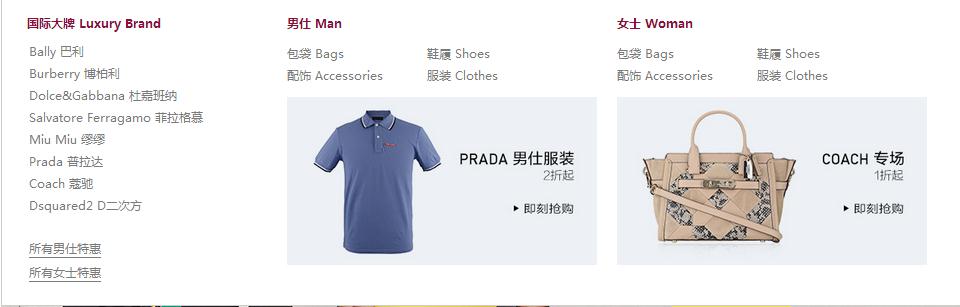 国际大牌 Luxury Brand
Bally 巴利
Burberry 博柏利
Dolce&Gabbana 杜嘉班纳
Salvatore Ferragamo 菲拉格慕
Miu Miu 缪缪
Prada 普拉达
Coach 蔻驰
Dsquared2 D二次方
所有男仕特惠
所有女士特惠
男仕 Man
包袋 Bags 鞋履 Shoes
配饰 Accessories 服装 Clothes
PRADA 男仕服装
2折起
即刻抢购
女士 Woman
包袋 Bags 鞋履 Shoes
配饰 Accessories 服装 Clothes
COACH 专场
1折起
即刻抢购